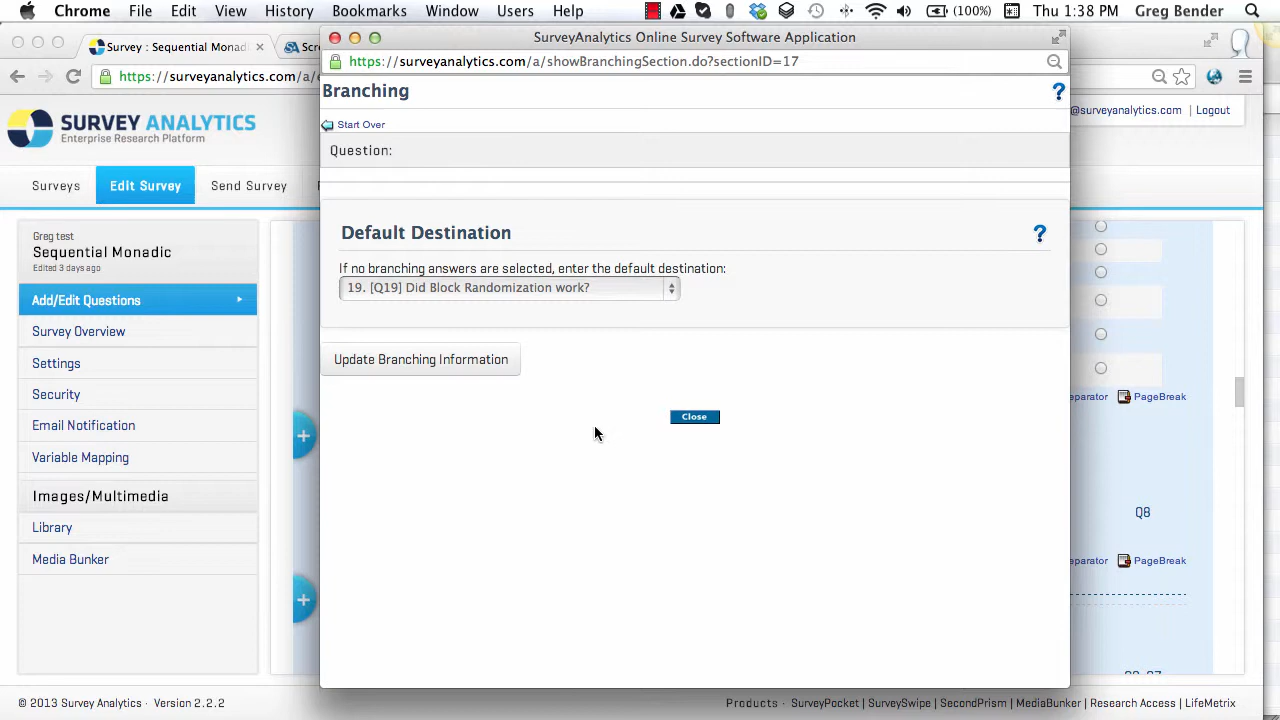 Chrome File Edit View History Bookmarks Window Users Help (100%) Thu 1:38 PM Greg Bender
Survey : Sequential Monad
Scr
SurveyAnalytics Online Survey Software Application
https://surveyanalytics.com/a/e
https://surveyanalytics.com/a/showBranchingSection.do?sectionID=17
Branching
?
SURVEY ANALYTICS
Enterprise Research Platform
@surveyanalytics.com | Logout
Start Over
Question:
Surveys Edit Survey Send Survey
Greg test
Sequential Monadic
Edited 3 days ago
Default Destination
?
If no branching answers are selected, enter the default destination:
19. [Q19] Did Block Randomization work?
Update Branching Information
Close
Add/Edit Questions
Survey Overview
Settings
Security
Email Notification
Variable Mapping
Images/Multimedia
Library
Media Bunker
eparator PageBreak
Q8
eparator PageBreak
© 2013 Survey Analytics · Version 2.2.2
Products · SurveyPocket | SurveySwipe | SecondPrism | MediaBunker | Research Access | LifeMetrix